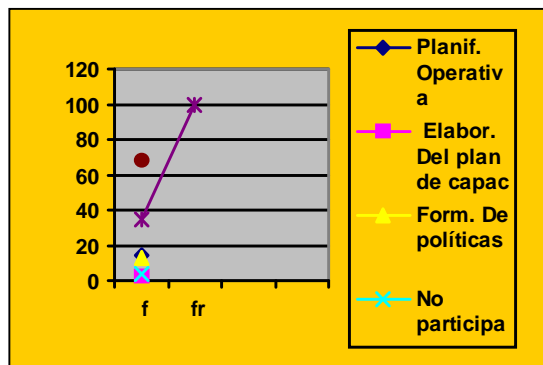 120
100
80
60
40
20
0
f fr
Planif.
Operativ
a
Elabor.
Del plan
de capac
Form. De
políticas
No
participa